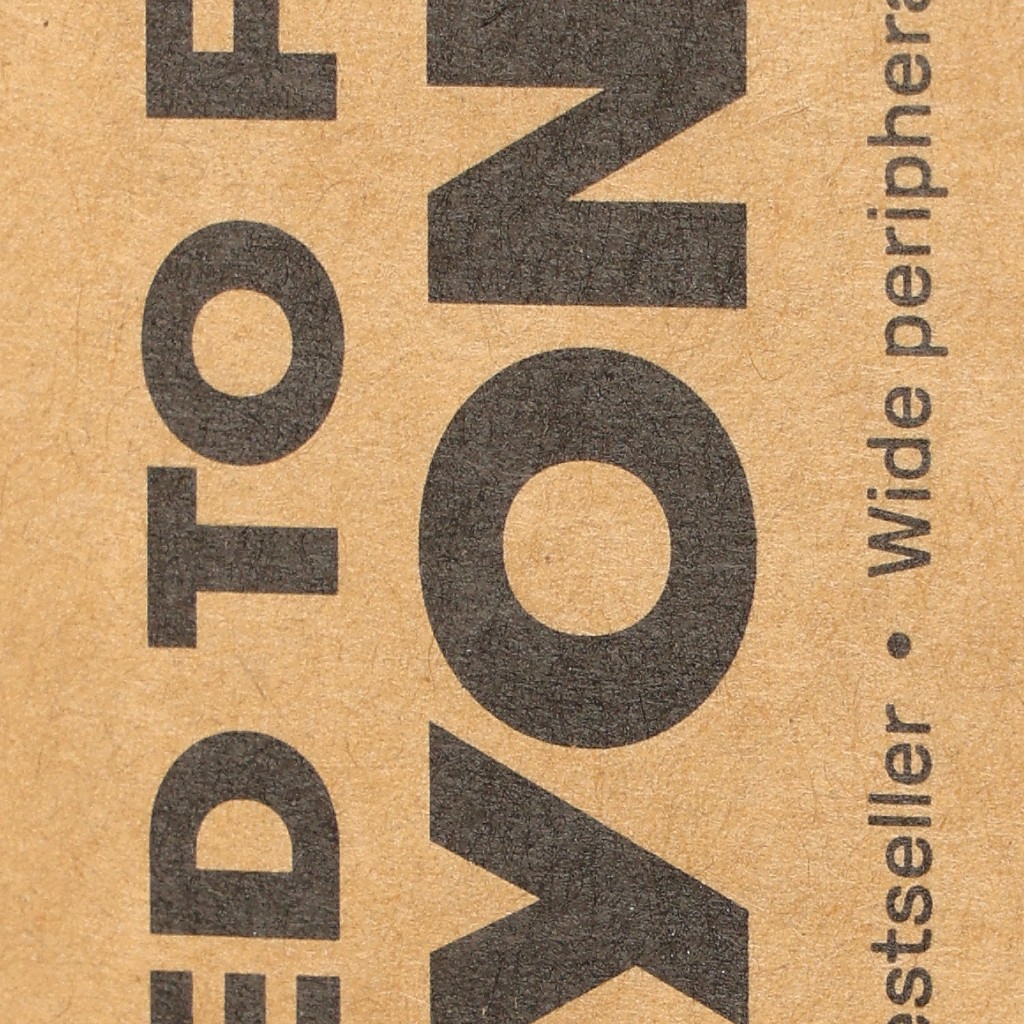 ED TO
YON
estseller • Wide periphera